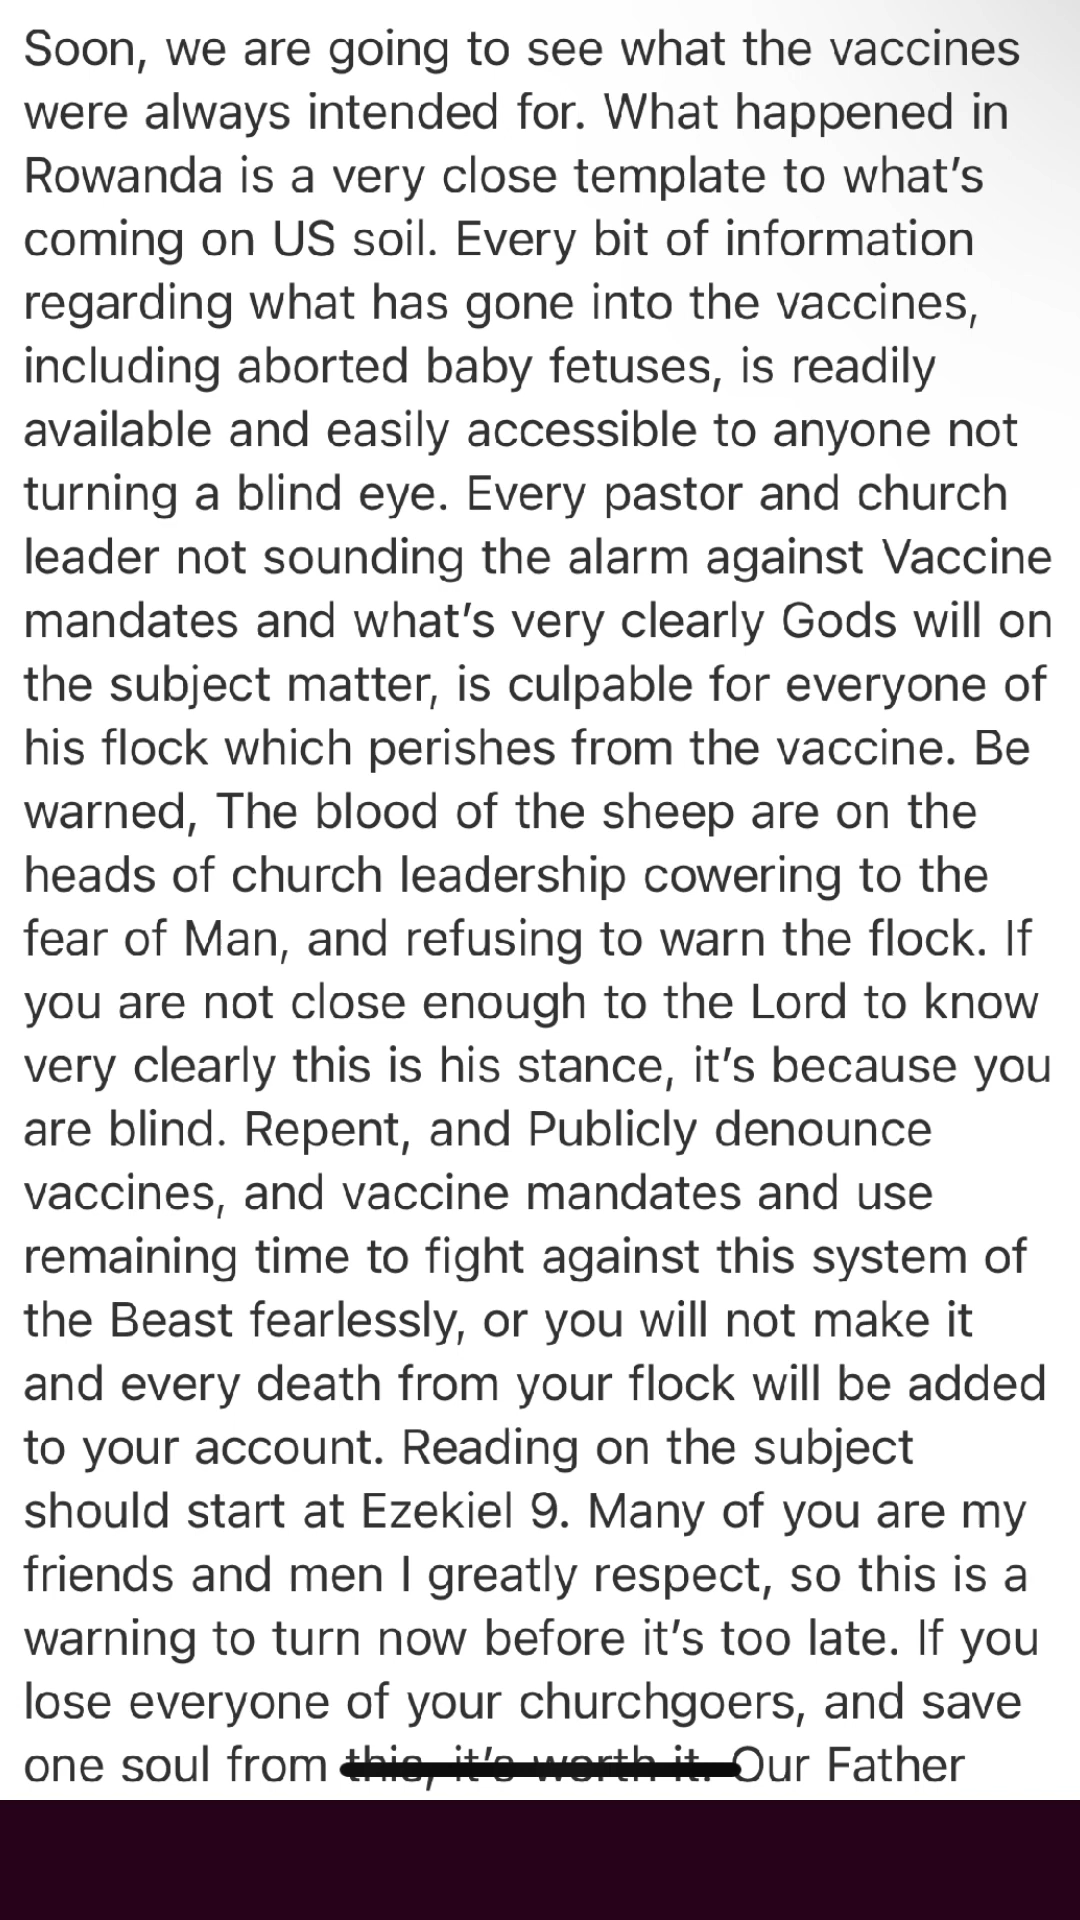 Soon, we are going to see what the vaccines
were always intended for. What happened in
Rowanda is a very close template to what's
coming on US soil. Every bit of information
regarding what has gone into the vaccines,
including aborted baby fetuses, is readily
available and easily accessible to anyone not
turning a blind eye. Every pastor and church
leader not sounding the alarm against Vaccine
mandates and what's very clearly Gods will on
the subject matter, is culpable for everyone of
his flock which perishes from the vaccine. Be
warned, The blood of the sheep are on the
heads of church leadership cowering to the
fear of Man, and refusing to warn the flock. If
you are not close enough to the Lord to know
very clearly this is his stance, it's because you
are blind. Repent, and Publicly denounce
vaccines, and vaccine mandates and use
remaining time to fight against this system of
the Beast fearlessly, or you will not make it
and every death from your flock will be added
to your account. Reading on the subject
should start at Ezekiel 9. Many of you are my
friends and men I greatly respect, so this is a
warning to turn now before it's too late. If you
lose everyone of your churchgoers, and save
one soul from this, it's worth it. Our Father